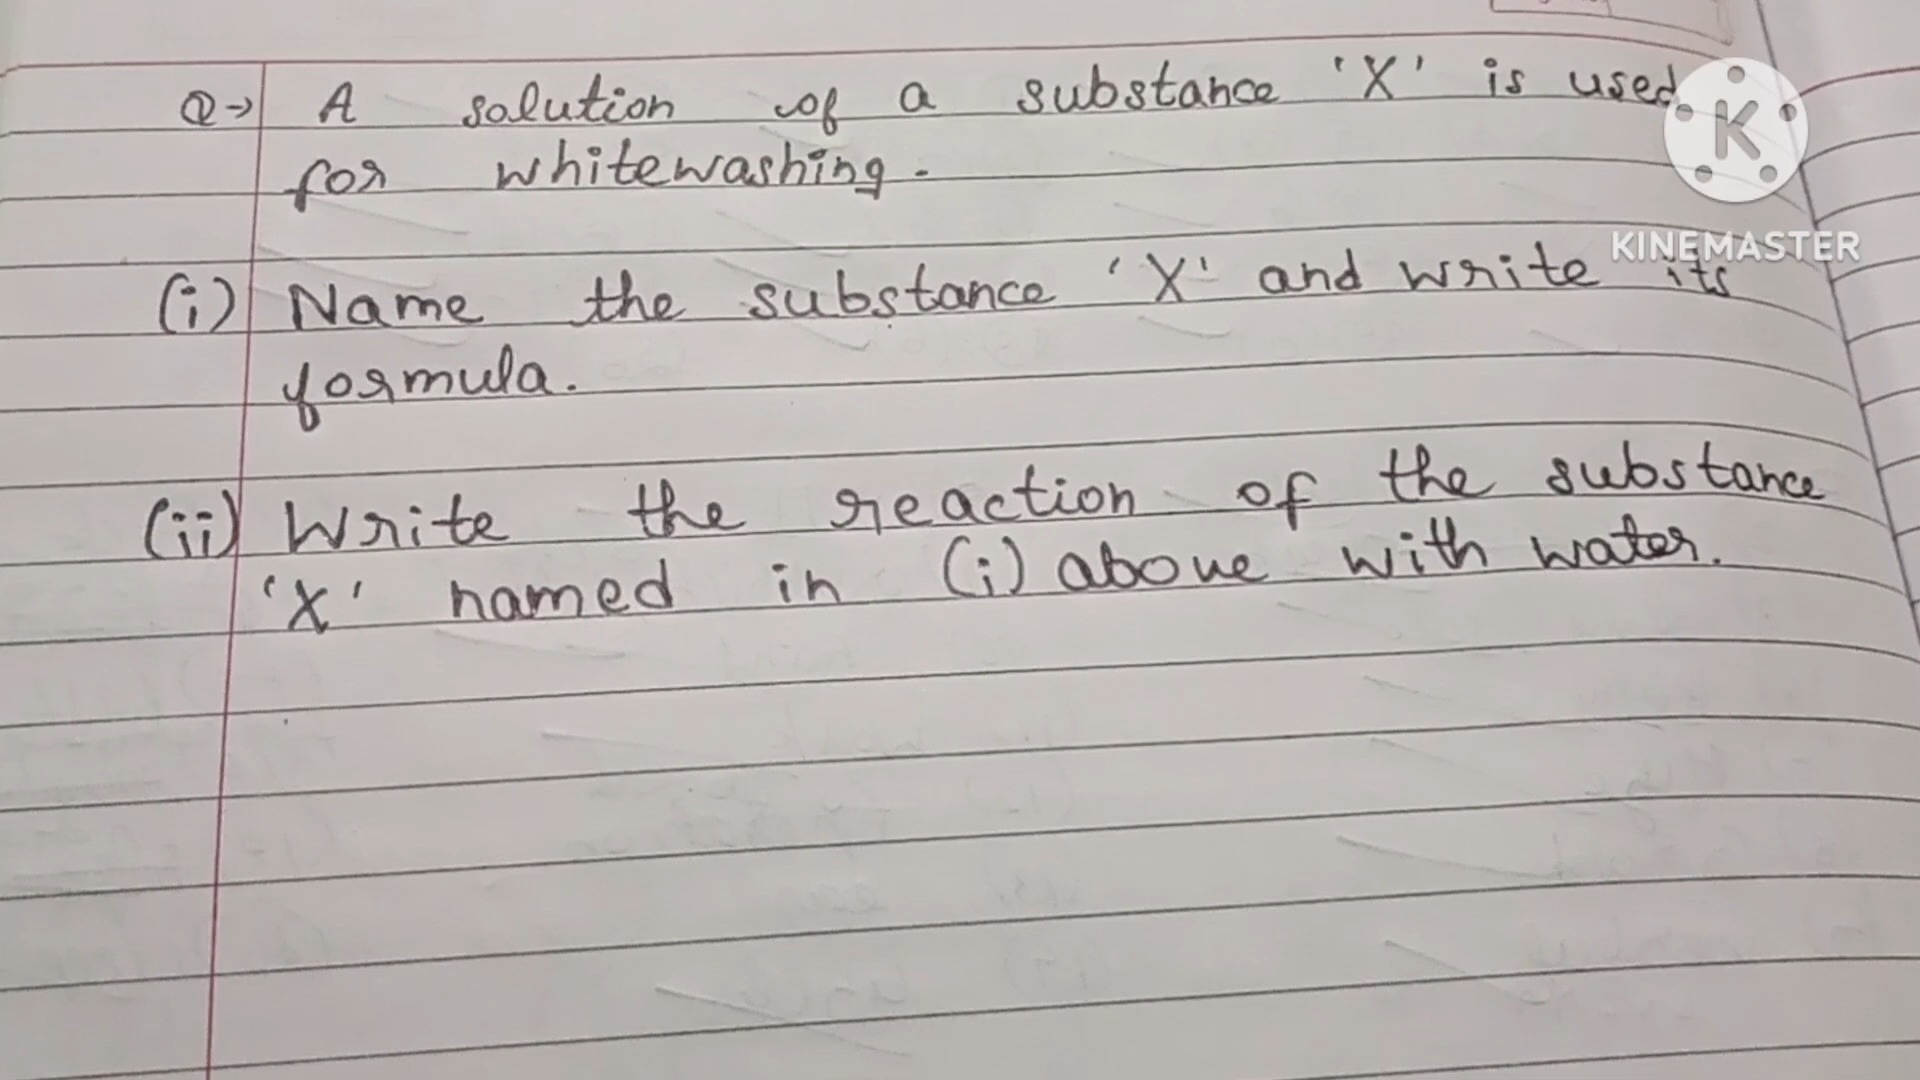 Q→ A solution of a substance 'X' is used
for whitewashing.
(i) Name the substance 'X' and write its
formula.
(ii) Write the reaction of the substance
'X' named in (i) above with water.
K
KINEMASTER